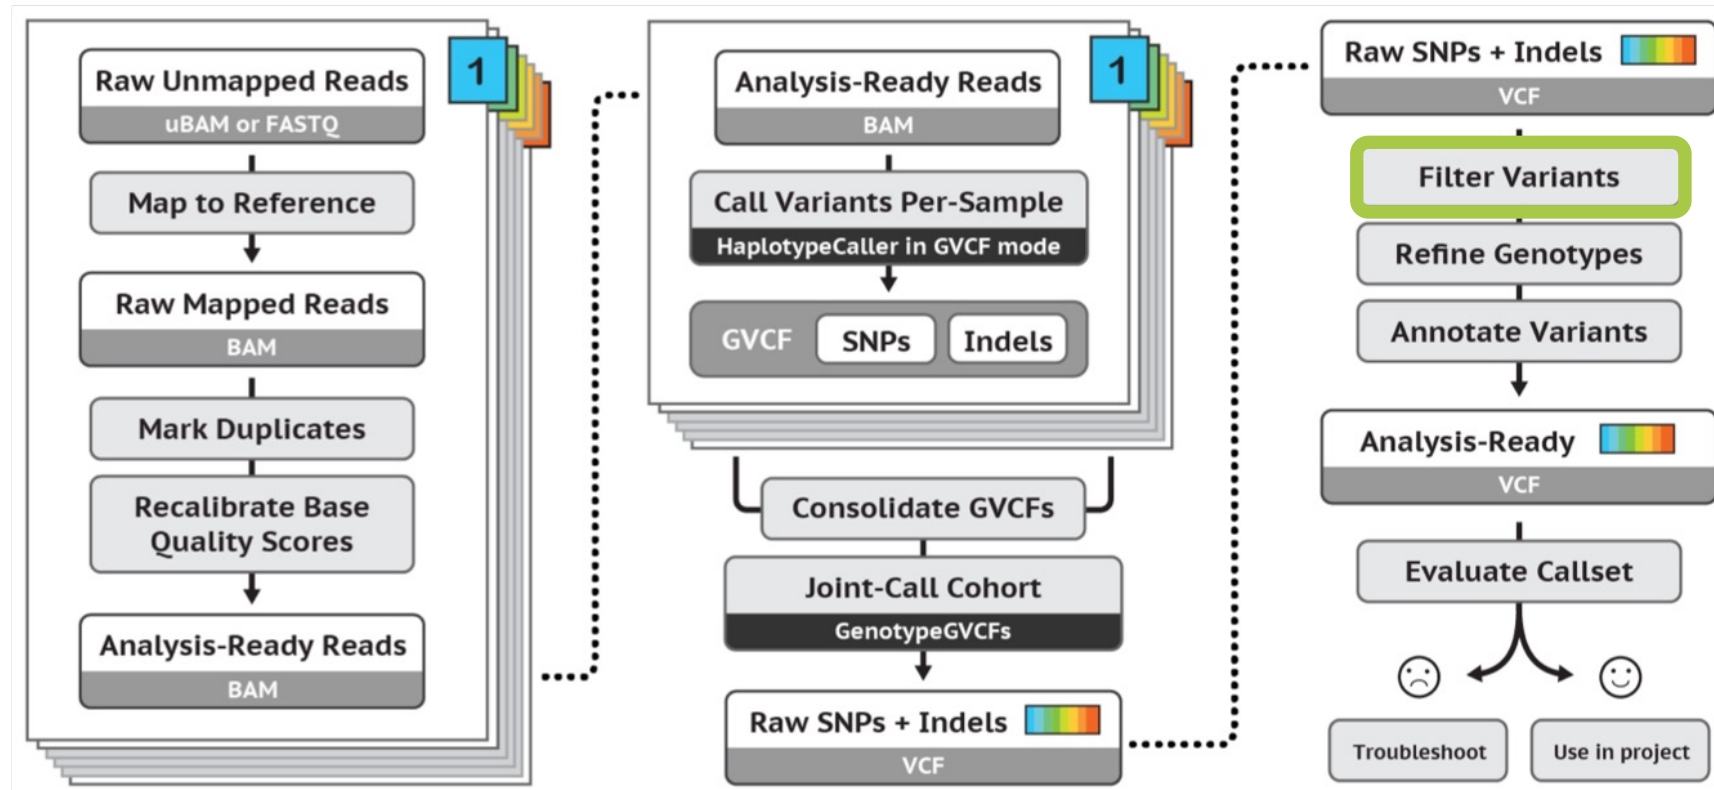 1
Raw Unmapped Reads
uBAM or FASTQ
Map to Reference
Raw Mapped Reads
BAM
Mark Duplicates
Recalibrate Base
Quality Scores
Analysis-Ready Reads
BAM
1
Analysis-Ready Reads
BAM
Call Variants Per-Sample
HaplotypeCaller in GVCF mode
GVCF SNPs Indels
Consolidate GVCFs
Joint-Call Cohort
GenotypeGVCFs
Raw SNPs + Indels
VCF
Raw SNPs + Indels
VCF
Filter Variants
Refine Genotypes
Annotate Variants
Analysis-Ready
VCF
Evaluate Callset
Troubleshoot
Use in project